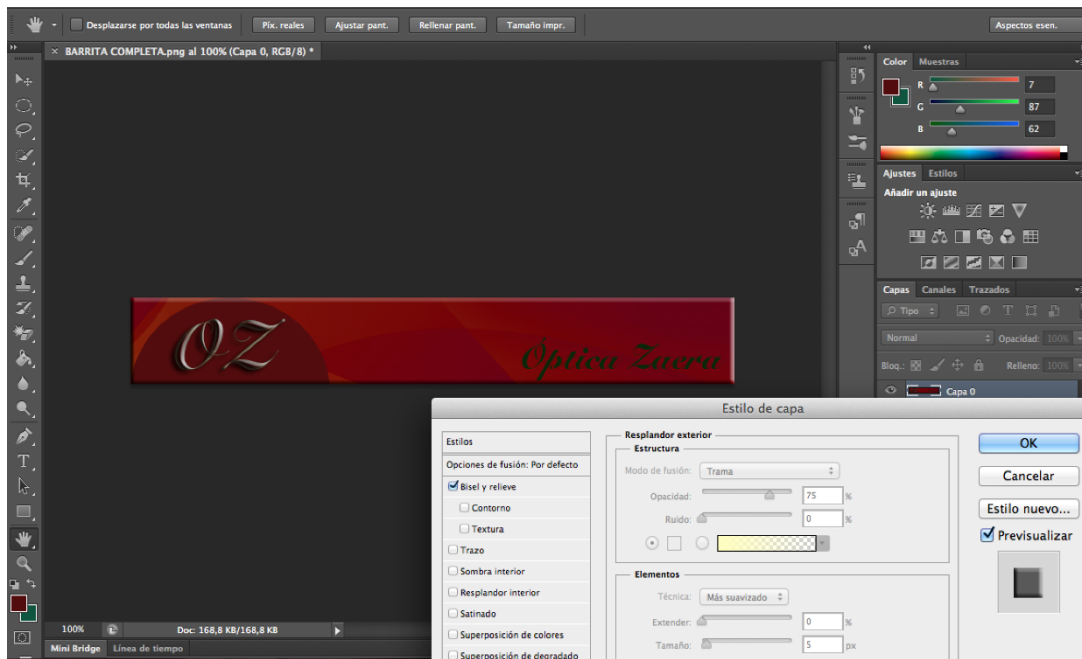 Desplazarse por todas las ventanas Píx. reales Ajustar pant. Rellenar pant. Tamaño impr. Aspectos esen.
× BARRITA COMPLETA.png al 100% (Capa 0, RGB/8) *
Color Muestras
R 7
G 87
B 62
Ajustes Estilos
Añadir un ajuste
Capas Canales Trazados
Tipo
Normal Opacidad: 100%
Bloq.: Relleno: 100%
Capa 0
OZ
Óptica Zacra
Estilo de capa
Estilos
Opciones de fusión: Por defecto
Bisel y relieve
Contorno
Textura
Trazo
Sombra interior
Resplandor interior
Satinado
Superposición de colores
Superposición de degradado
Resplandor exterior
Estructura
Modo de fusión: Trama
Opacidad: 75 %
Ruido: 0 %
Elementos
Técnica: Más suavizado
Extender: 0 %
Tamaño: 5 px
OK
Cancelar
Estilo nuevo...
Previsualizar
100% Doc: 168,8 KB/168,8 KB
Mini Bridge Línea de tiempo